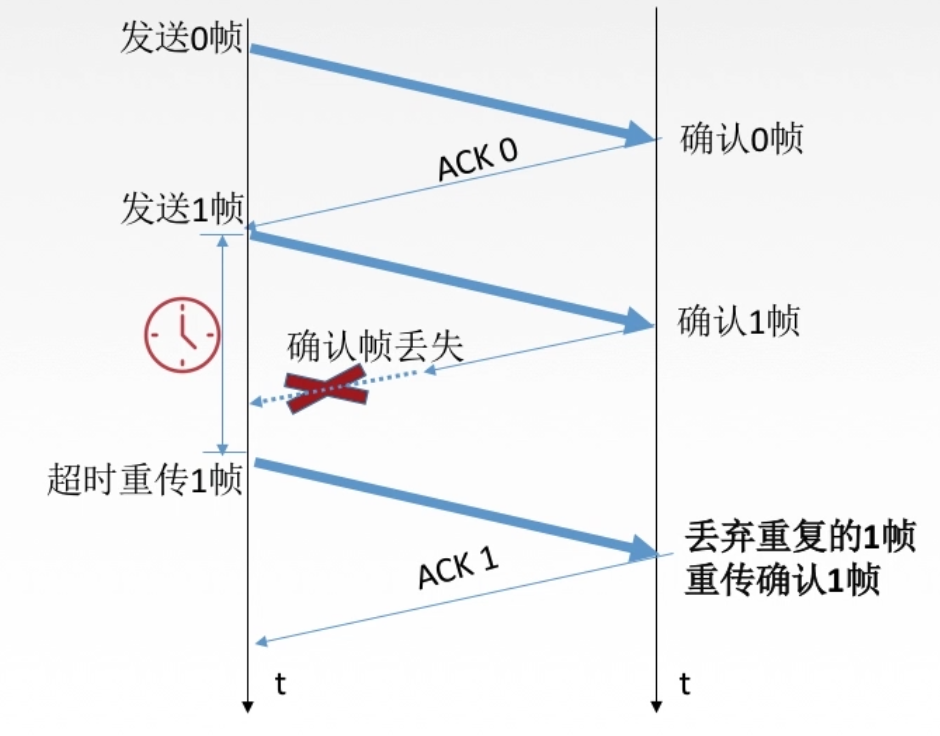 发送0帧
ACK 0
确认0帧
发送1帧
确认1帧
确认帧丢失
超时重传1帧
丢弃重复的1帧
重传确认1帧
ACK 1
t
t